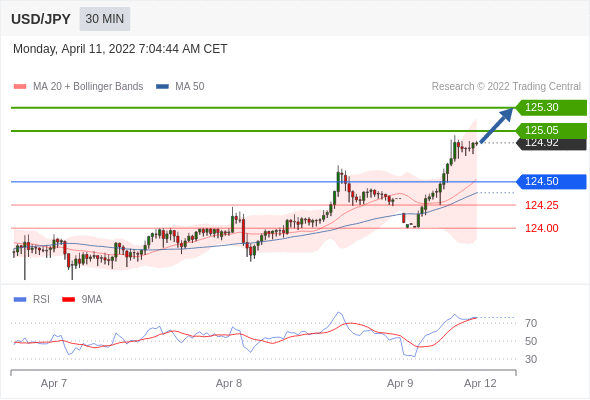 USD/JPY 30 MIN
Monday, April 11, 2022 7:04:44 AM CET
MA 20 + Bollinger Bands MA 50 Research © 2022 Trading Central
125.30
125.05
124.92
124.50
124.25
124.00
RSI 9MA
70
50
30
Apr 7 Apr 8 Apr 9 Apr 12